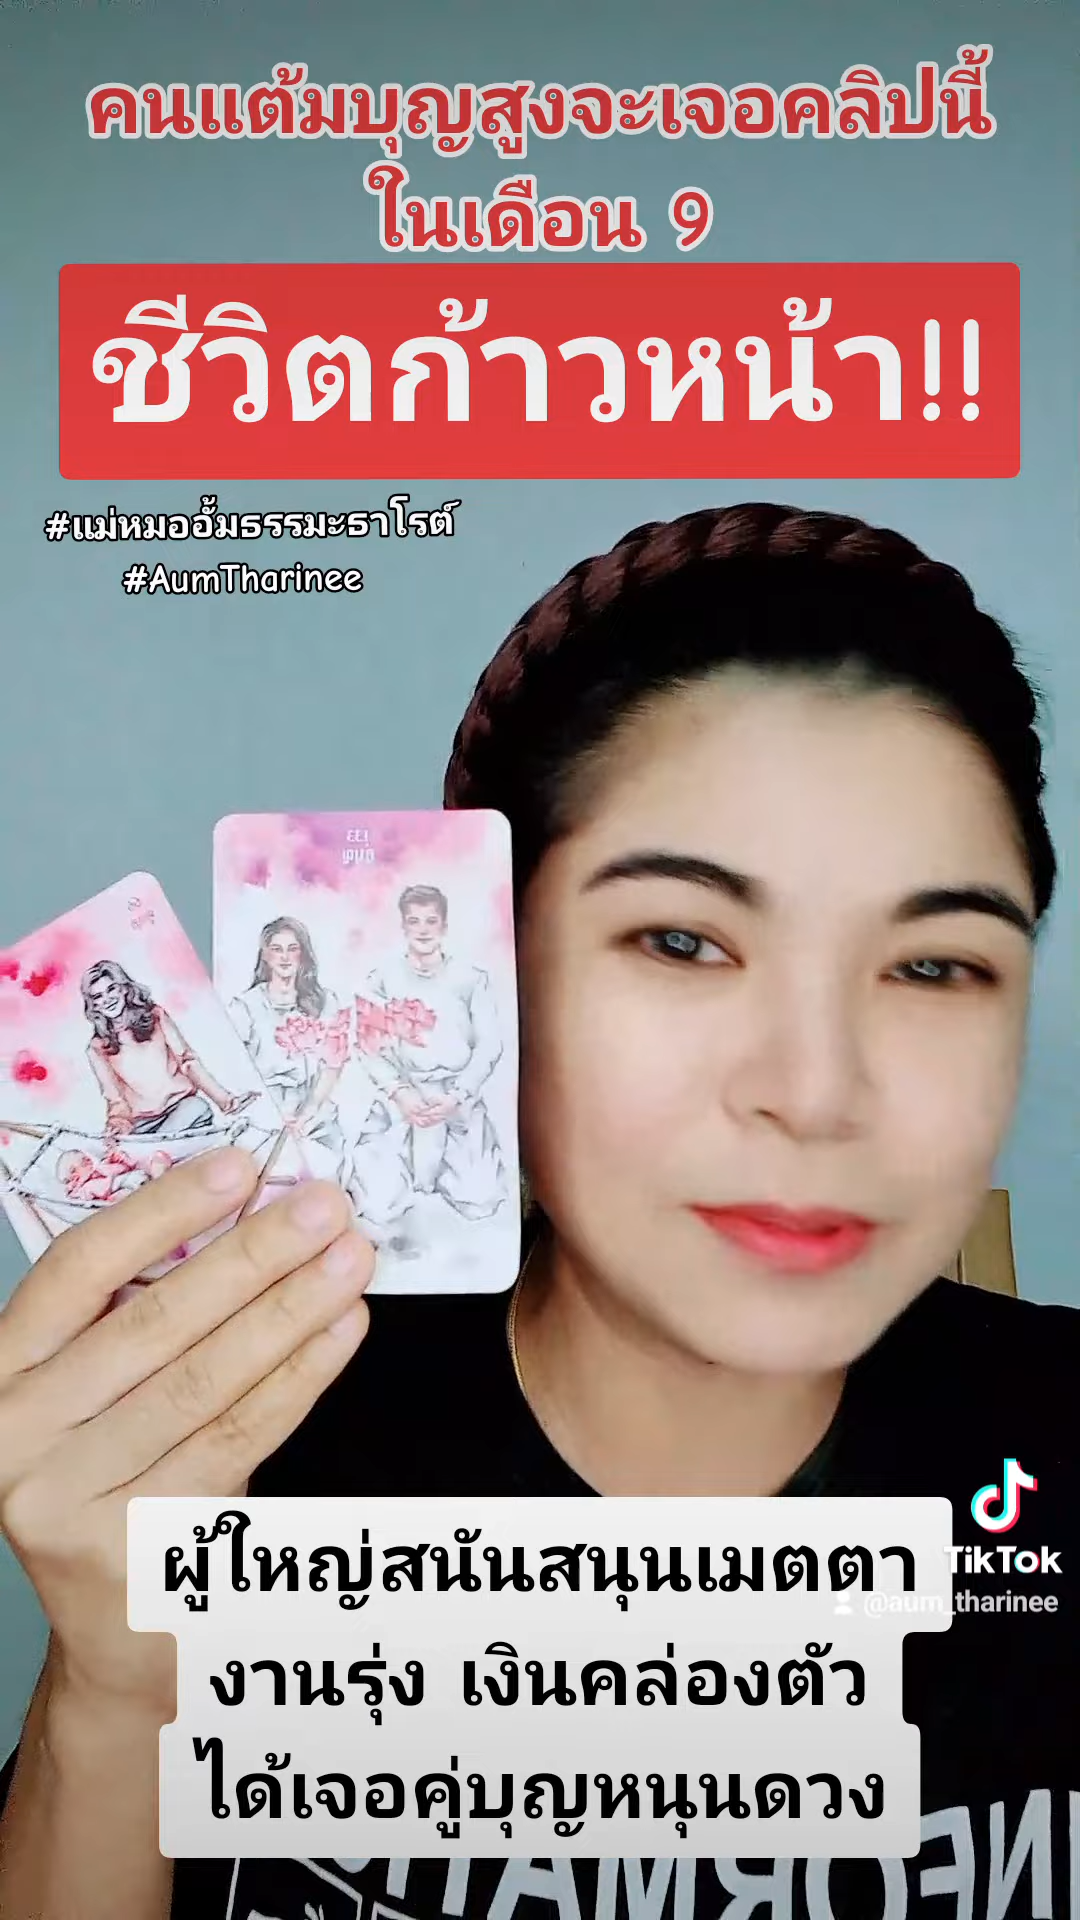 คนแต้มบุญสูงจะเจอคลิปนี้
ในเดือน 9
ชีวิตก้าวหน้า!!
#แม่หมออั้มธรรมะธาโรต์
#AumTharinee
ผู้ใหญ่สนันสนุนเมตตา
งานรุ่ง เงินคล่องตัว
ได้เจอคู่บุญหนุนดวง
TikTok
@aum_tharinee